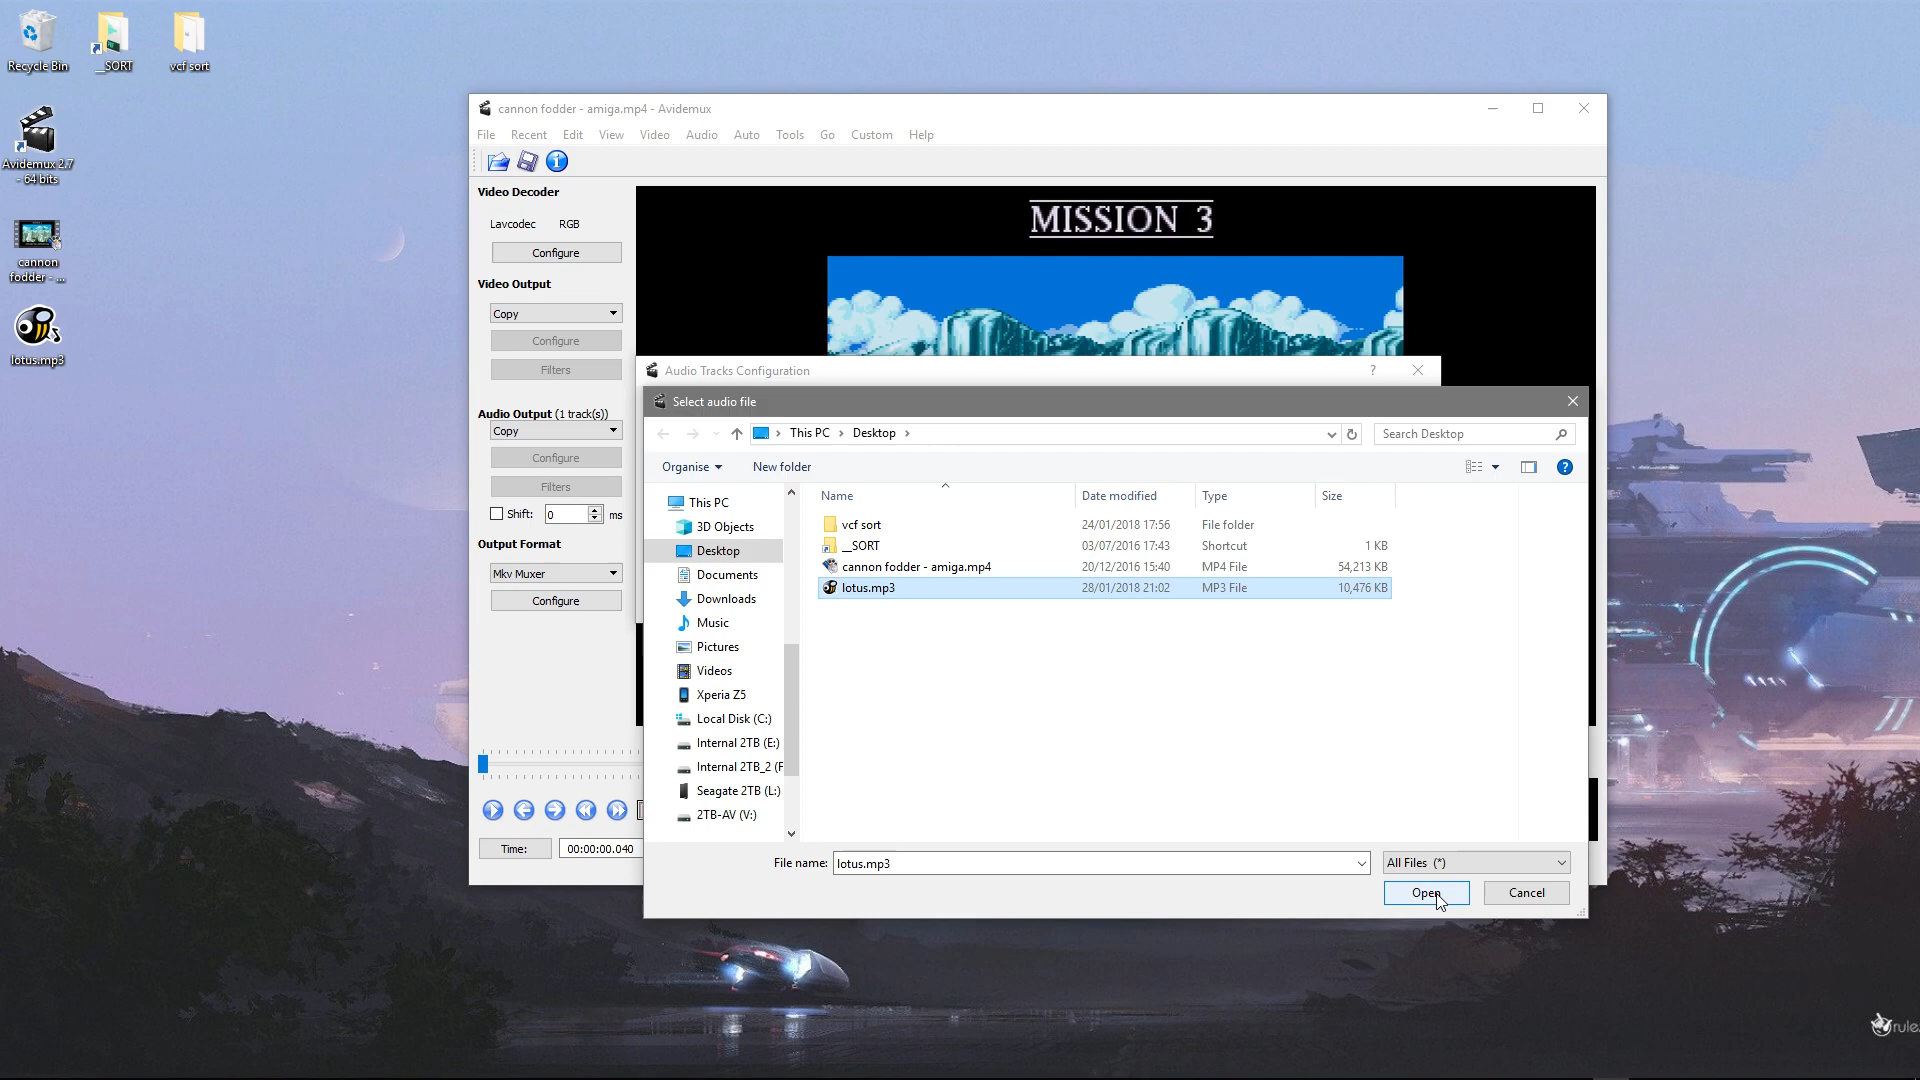 Recycle Bin
__SORT
vcf sort
Avidemux 2.7
- 64 bits
cannon
fodder - ...
lotus.mp3
cannon fodder - amiga.mp4 - Avidemux
File Recent Edit View Video Audio Auto Tools Go Custom Help
Video Decoder
Lavcodec RGB
Configure
Video Output
Copy
Configure
Filters
Audio Output (1 track(s))
Copy
Configure
Filters
Shift: 0 ms
Output Format
Mkv Muxer
Configure
Time: 00:00:00.040
MISSION 3
Audio Tracks Configuration
?
Select audio file
This PC > Desktop >
Search Desktop
Organise New folder
?
This PC
3D Objects
Desktop
Documents
Downloads
Music
Pictures
Videos
Xperia Z5
Local Disk (C:)
Internal 2TB (E:)
Internal 2TB_2 (F
Seagate 2TB (L:)
2TB-AV (V:)
Name Date modified Type Size
vcf sort 24/01/2018 17:56 File folder
__SORT 03/07/2016 17:43 Shortcut 1 KB
cannon fodder - amiga.mp4 20/12/2016 15:40 MP4 File 54,213 KB
lotus.mp3 28/01/2018 21:02 MP3 File 10,476 KB
File name: lotus.mp3
All Files (*)
Open Cancel